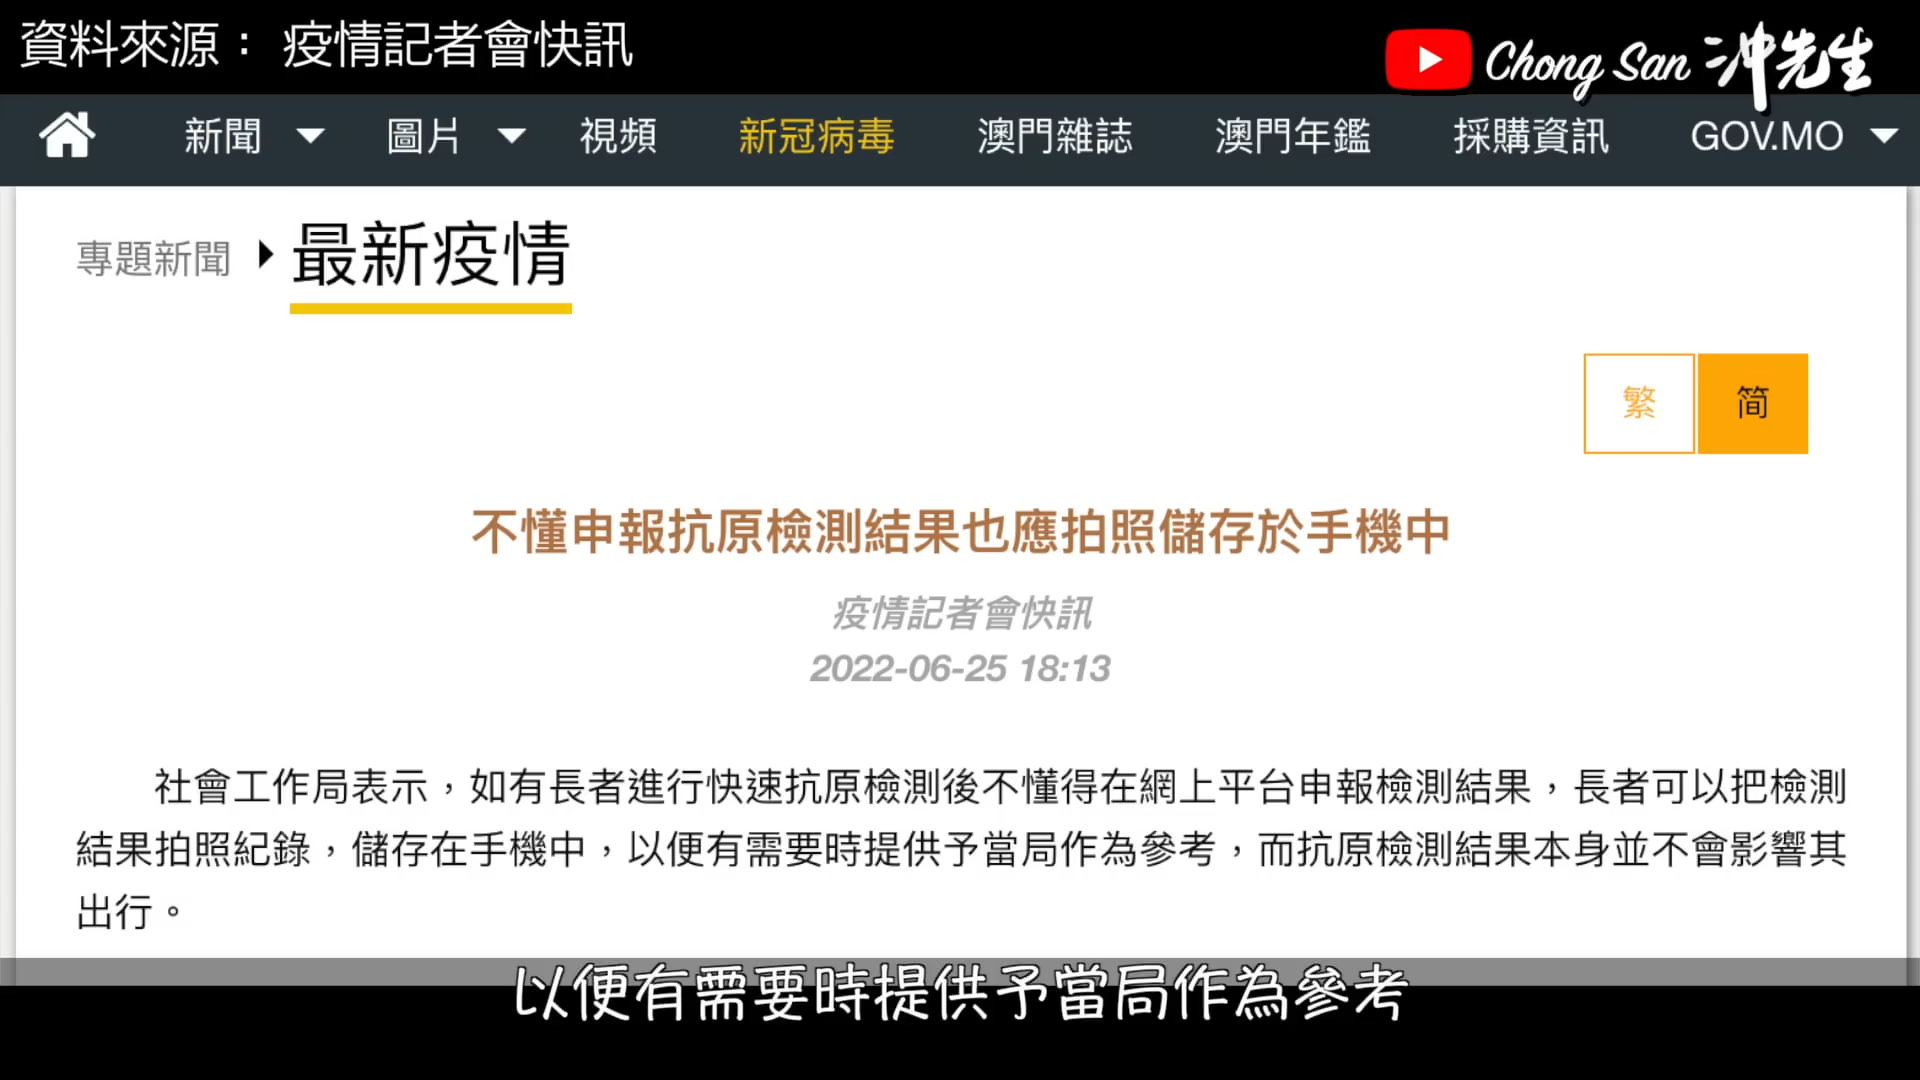 資料來源： 疫情記者會快訊
Chong San 沖先生
新聞 圖片 視頻 新冠病毒 澳門雜誌 澳門年鑑 採購資訊 GOV.MO
專題新聞 最新疫情
繁 简
不懂申報抗原檢測結果也應拍照儲存於手機中
疫情記者會快訊
2022-06-25 18:13
社會工作局表示，如有長者進行快速抗原檢測後不懂得在網上平台申報檢測結果，長者可以把檢測
結果拍照紀錄，儲存在手機中，以便有需要時提供予當局作為參考，而抗原檢測結果本身並不會影響其
出行。
以便有需要時提供予當局作為參考